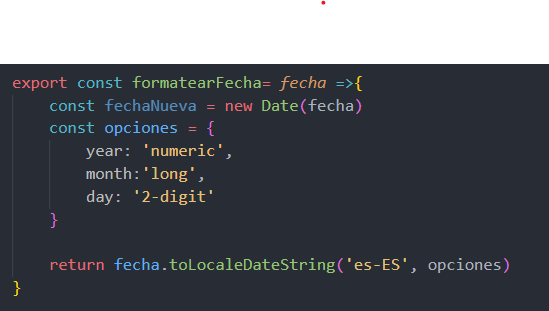 export const formatearFecha= fecha =>{
    const fechaNueva = new Date(fecha)
    const opciones = {
        year: 'numeric',
        month:'long',
        day: '2-digit'
    }

    return fecha.toLocaleDateString('es-ES', opciones)
}